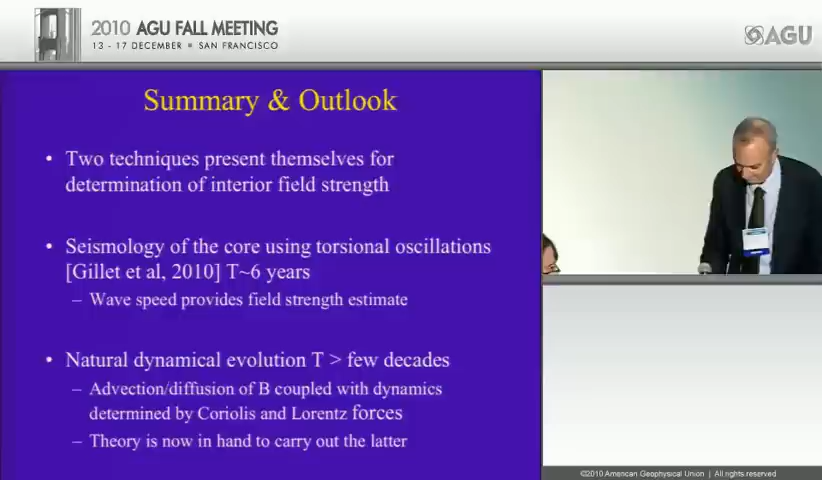 2010 AGU FALL MEETING
13 - 17 DECEMBER ▪ SAN FRANCISCO
AGU
Summary & Outlook
• Two techniques present themselves for
determination of interior field strength
• Seismology of the core using torsional oscillations
[Gillet et al, 2010] T~6 years
– Wave speed provides field strength estimate
• Natural dynamical evolution T > few decades
– Advection/diffusion of B coupled with dynamics
determined by Coriolis and Lorentz forces
– Theory is now in hand to carry out the latter
©2010 American Geophysical Union | All rights reserved